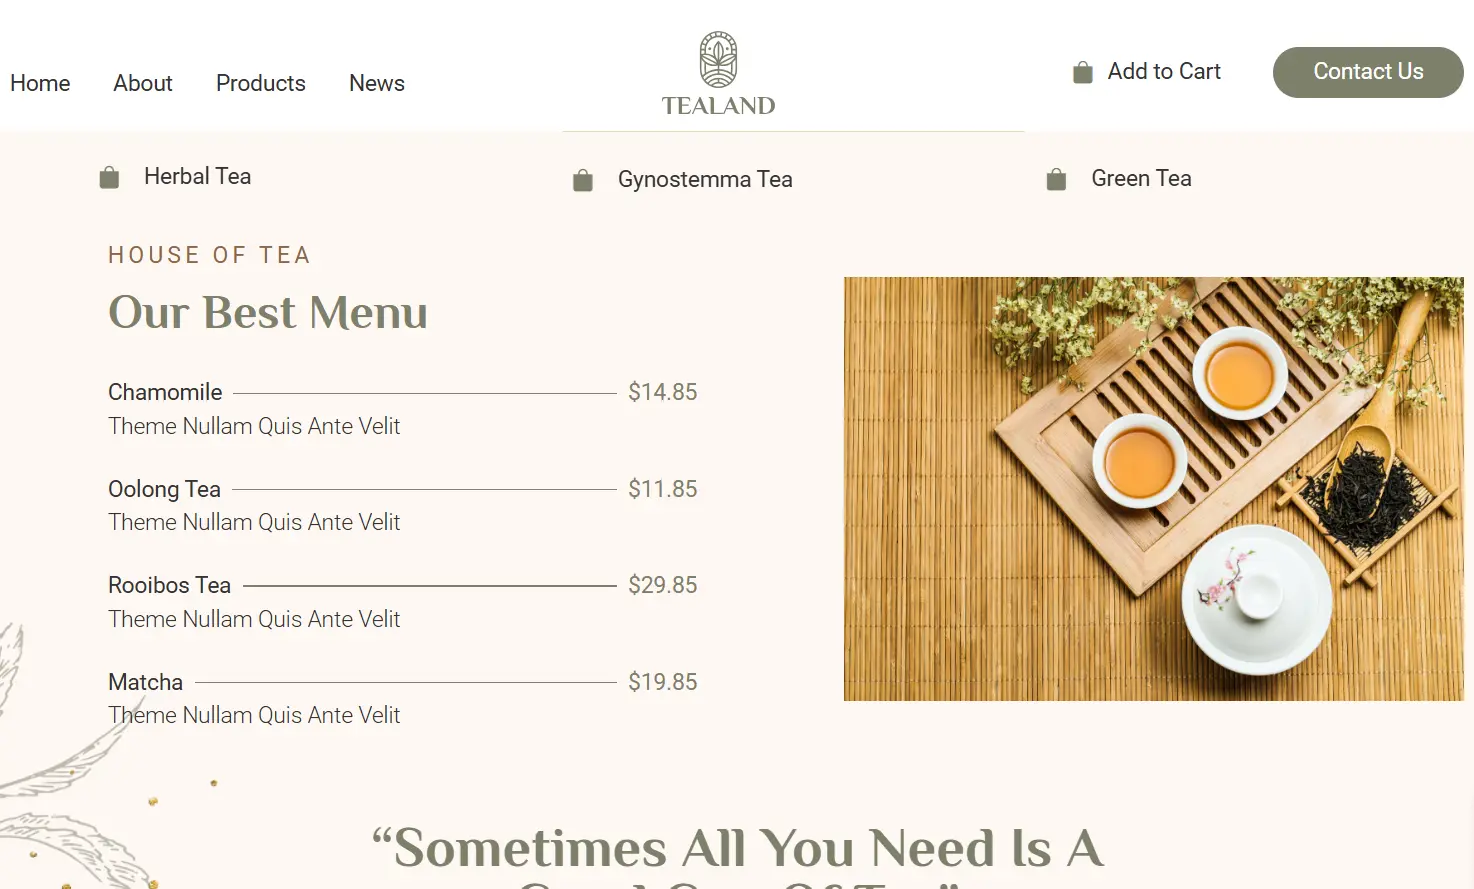 Home
About
Products
News
TEALAND
Add to Cart
Contact Us
Herbal Tea
Gynostemma Tea
Green Tea
HOUSE OF TEA
Our Best Menu
Chamomile $14.85
Theme Nullam Quis Ante Velit
Oolong Tea $11.85
Theme Nullam Quis Ante Velit
Rooibos Tea $29.85
Theme Nullam Quis Ante Velit
Matcha $19.85
Theme Nullam Quis Ante Velit
“Sometimes All You Need Is A
Of